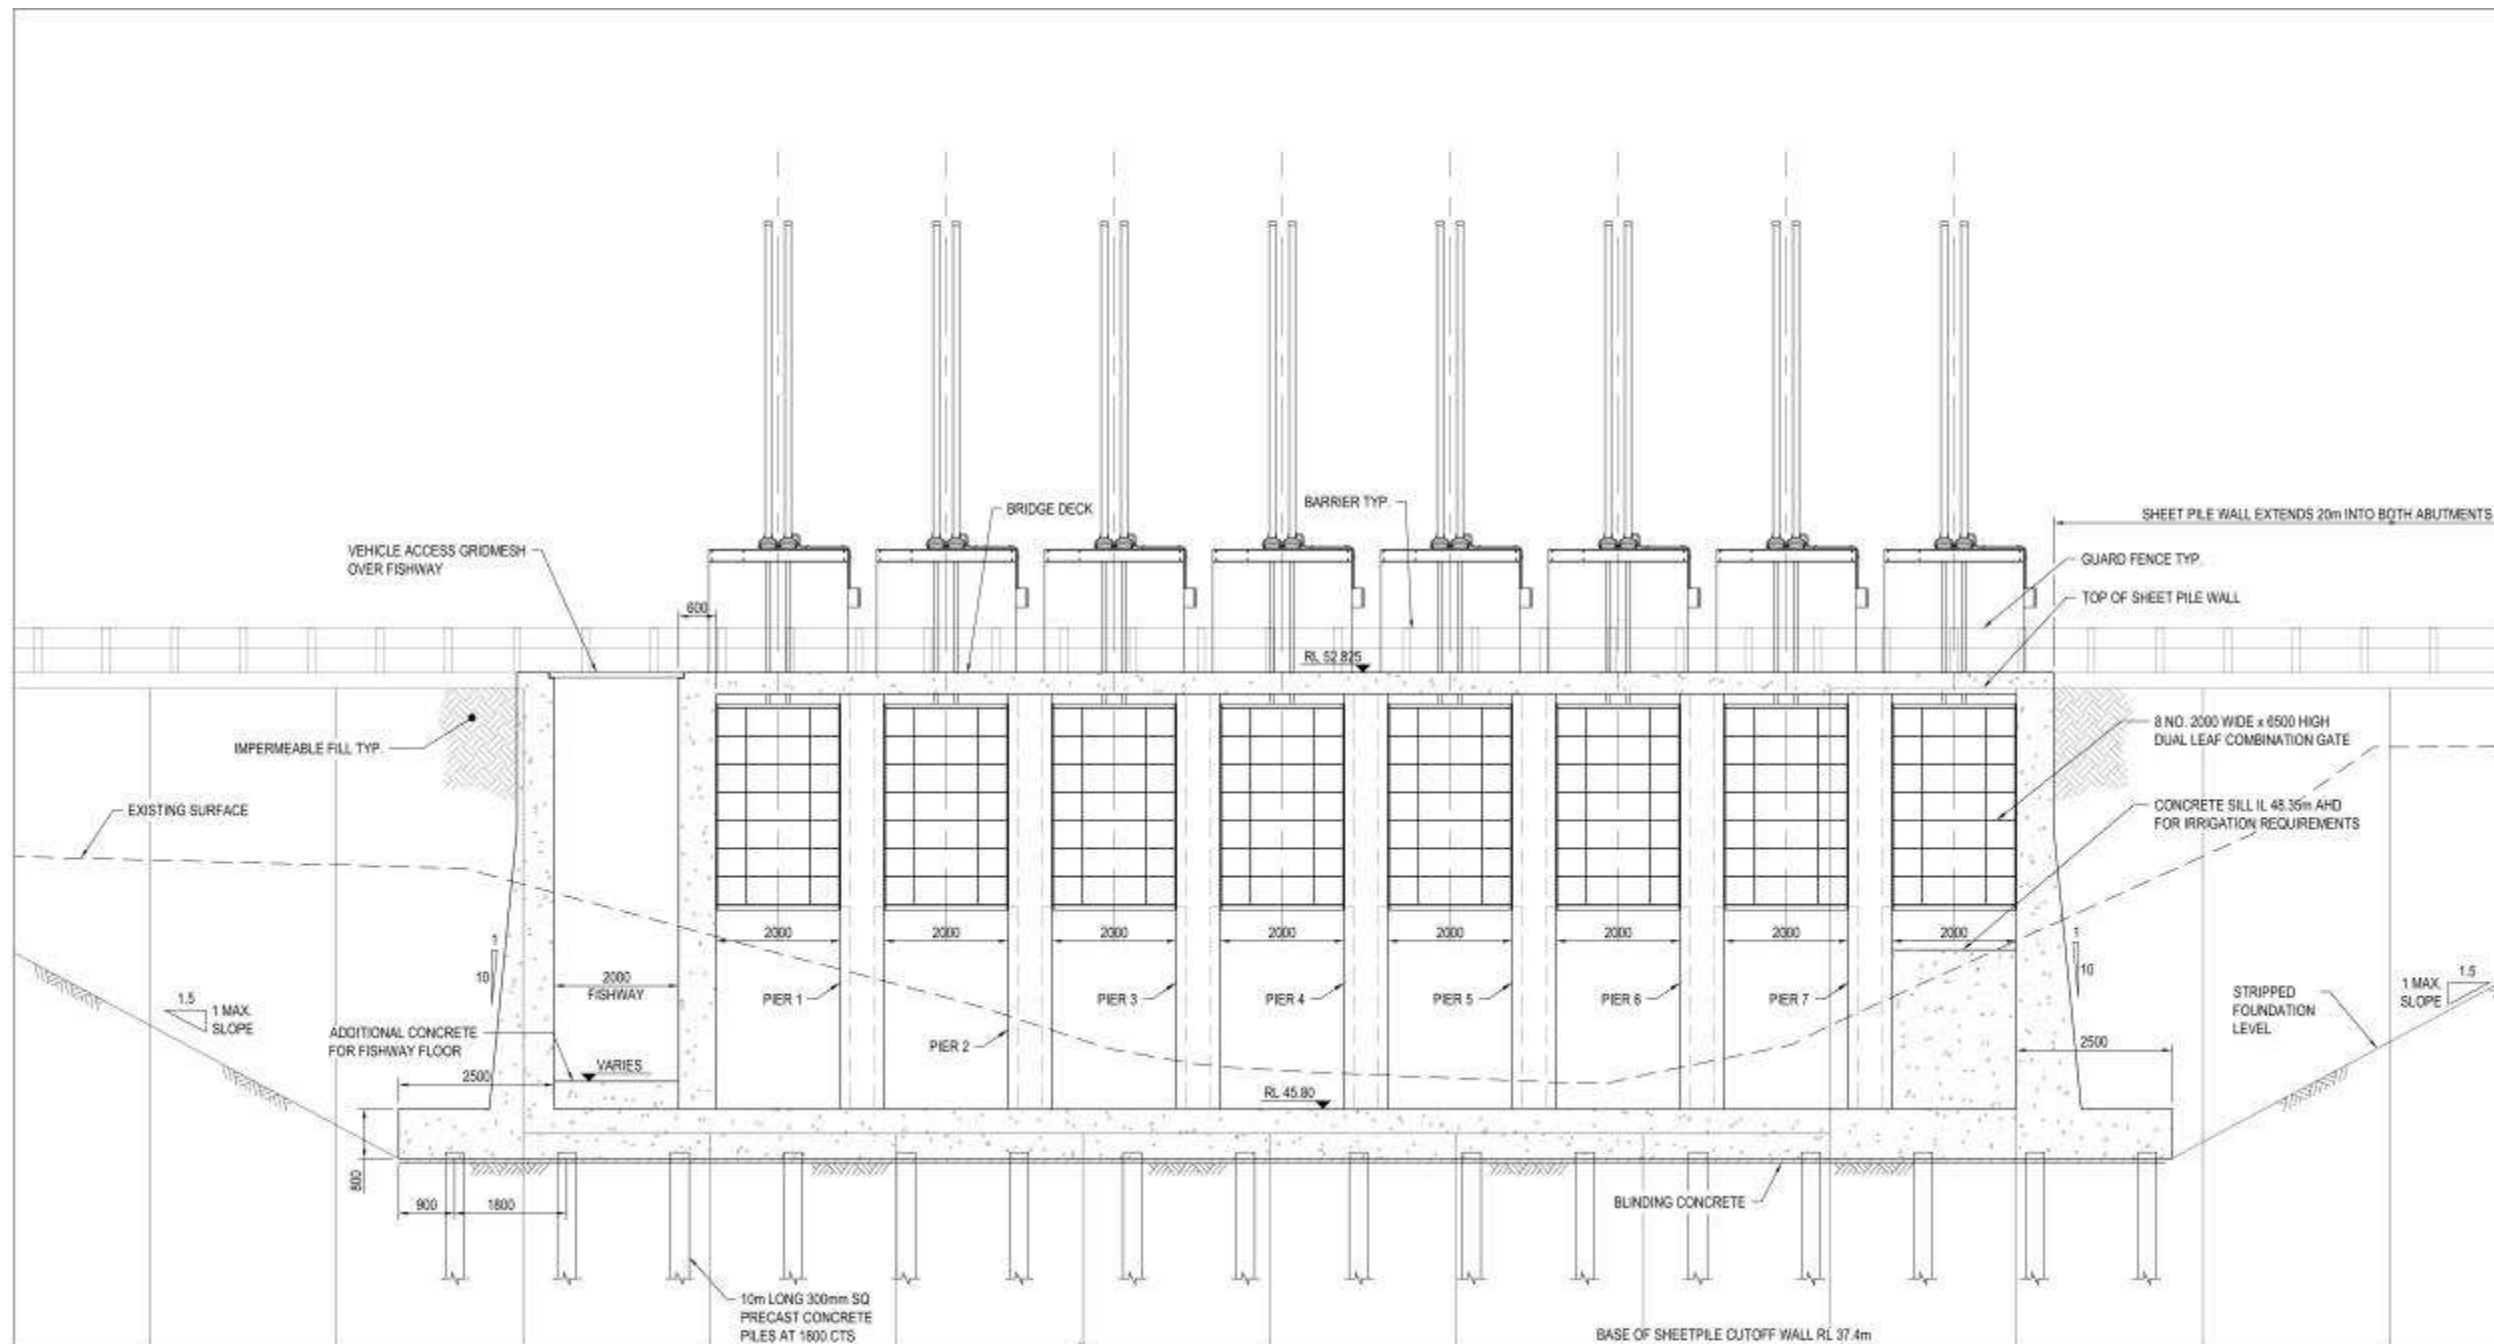 BRIDGE DECK
BARRIER TYP.
SHEET PILE WALL EXTENDS 20m INTO BOTH ABUTMENTS
VEHICLE ACCESS GRIDMESH
OVER FISHWAY
GUARD FENCE TYP.
TOP OF SHEET PILE WALL
600
RL 52.825
IMPERMEABLE FILL TYP.
8 NO. 2000 WIDE x 6500 HIGH
DUAL LEAF COMBINATION GATE
EXISTING SURFACE
CONCRETE SILL IL 48.35m AHD
FOR IRRIGATION REQUIREMENTS
2000
2000
2000
2000
2000
2000
2000
2000
1
10
2000
FISHWAY
1
10
1.5
1 MAX.
SLOPE
PIER 1
PIER 3
PIER 4
PIER 5
PIER 6
PIER 7
1.5
1 MAX.
SLOPE
STRIPPED
FOUNDATION
LEVEL
ADDITIONAL CONCRETE
FOR FISHWAY FLOOR
PIER 2
VARIES
2500
2500
RL 45.80
800
900
1800
BLINDING CONCRETE
10m LONG 300mm SQ
PRECAST CONCRETE
PILES AT 1800 CTS
BASE OF SHEETPILE CUTOFF WALL RL 37.4m